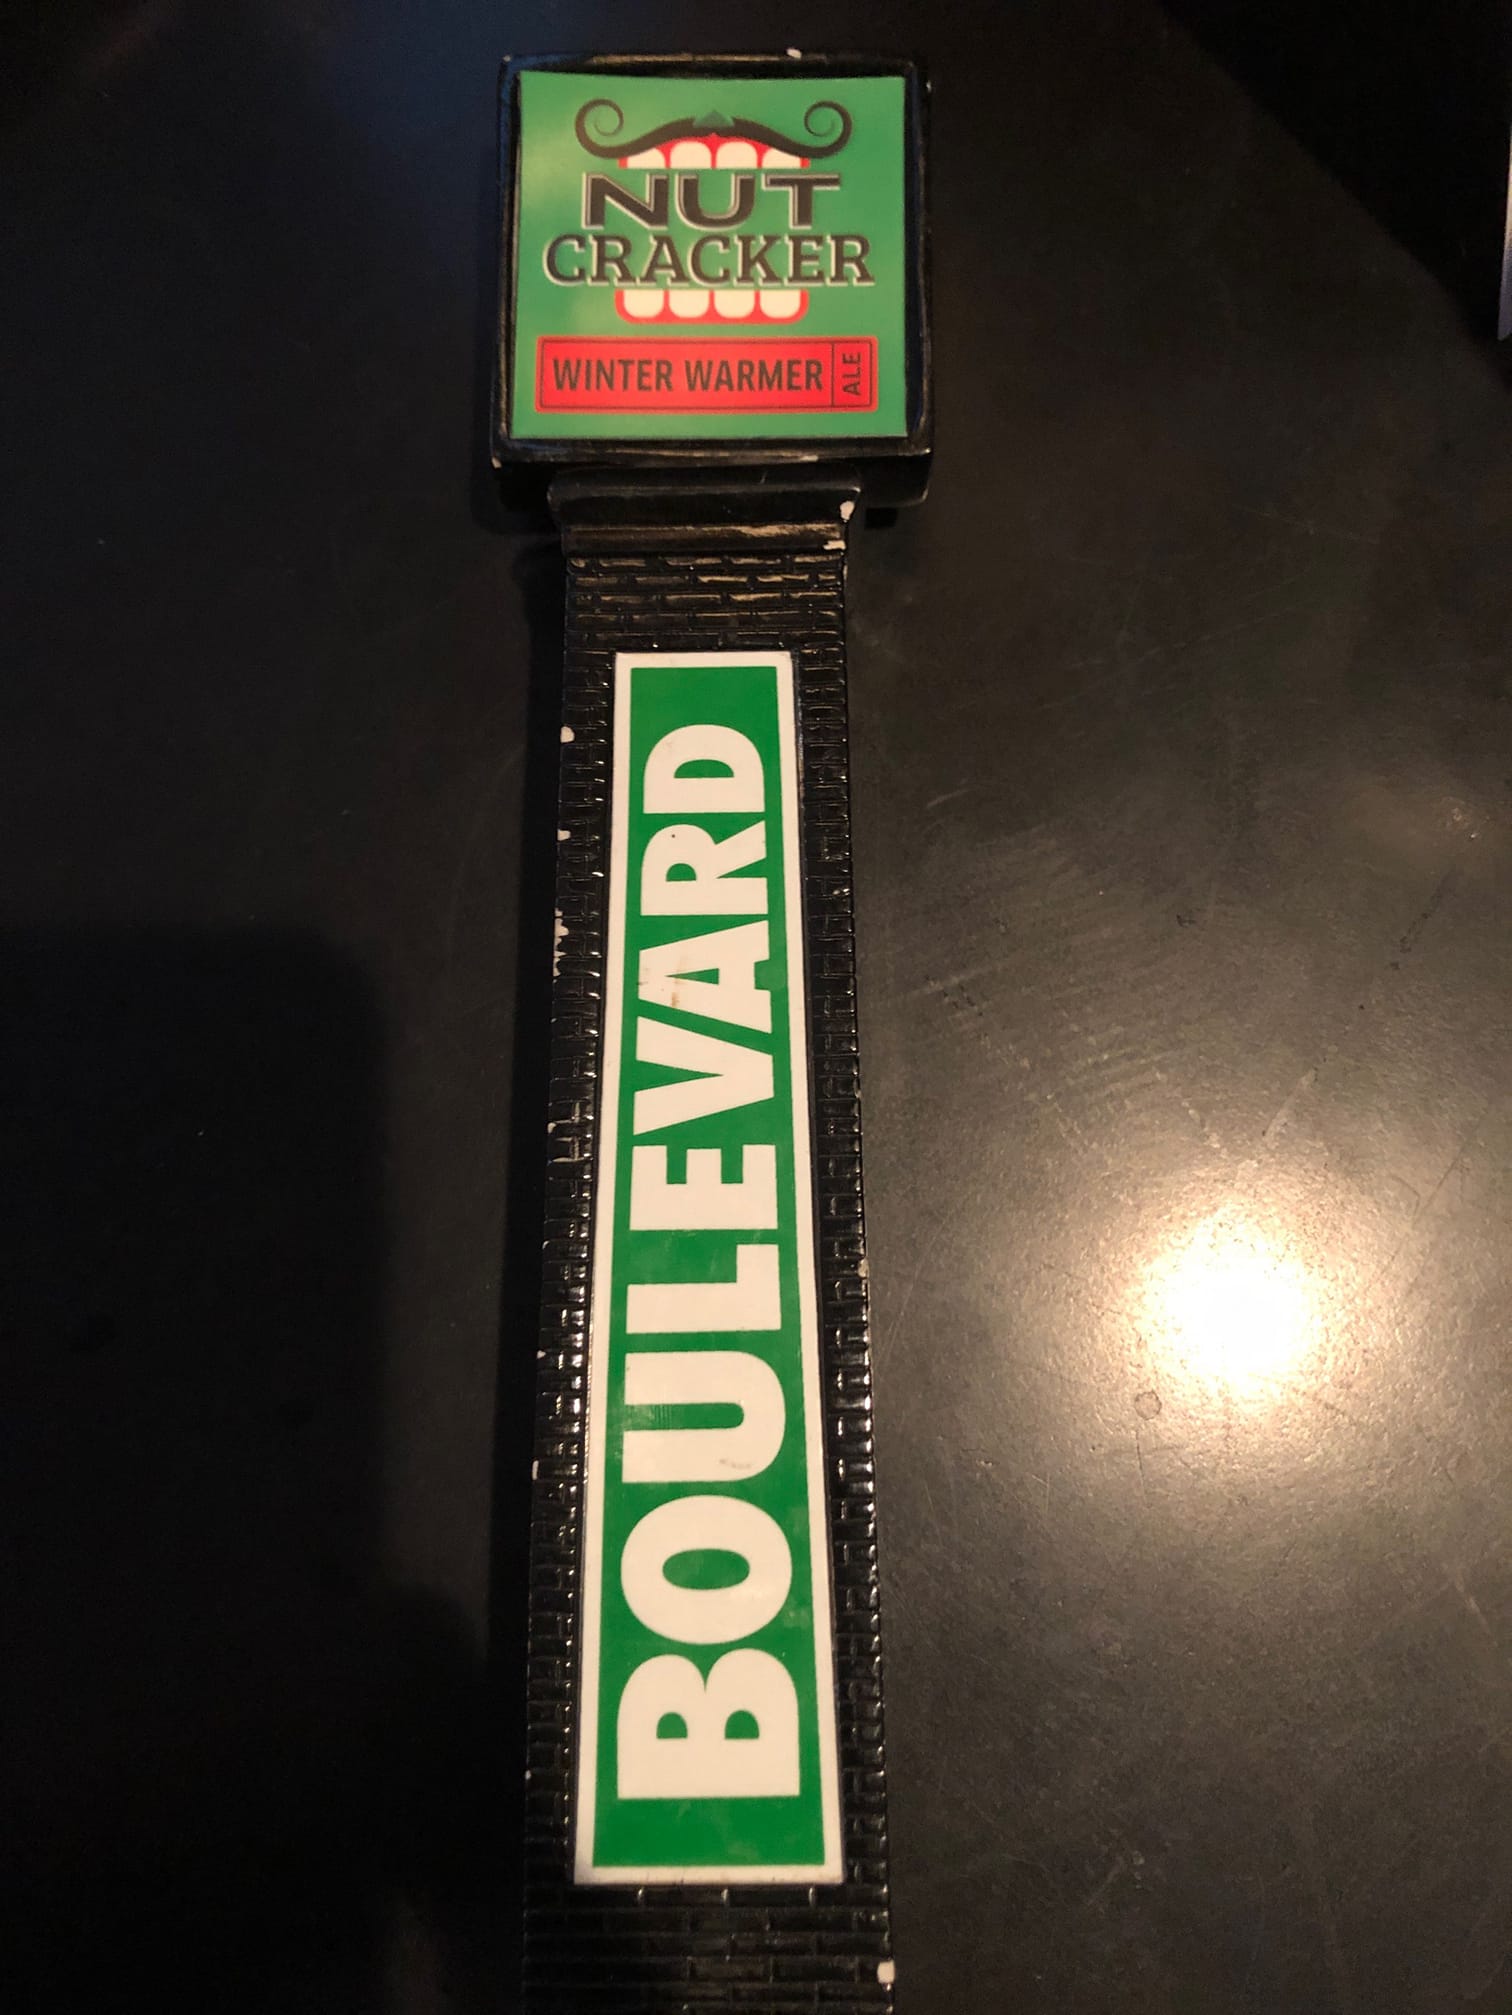 NUT
CRACKER
WINTER WARMER
ALE
BOULEVARD